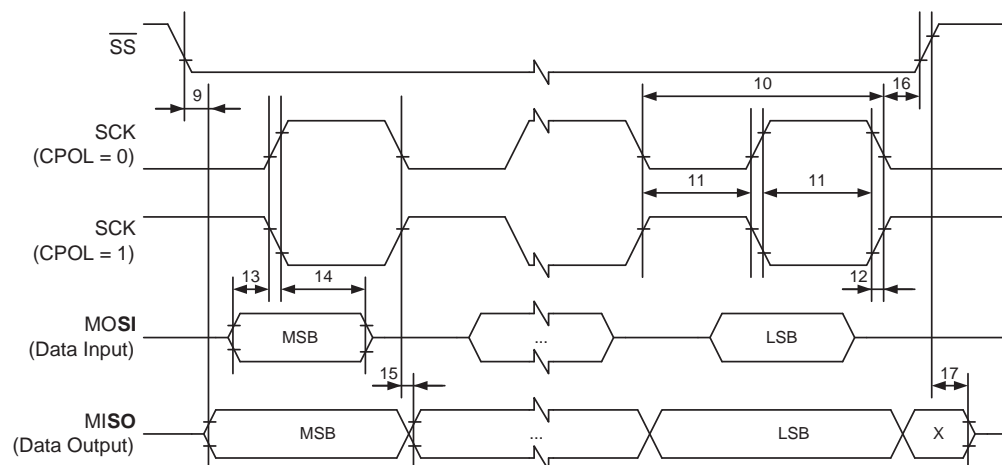 SS
9
10
16
SCK
(CPOL = 0)
11
11
SCK
(CPOL = 1)
13
14
12
MOSI
(Data Input)
MSB
...
LSB
15
17
MISO
(Data Output)
MSB
...
LSB
X